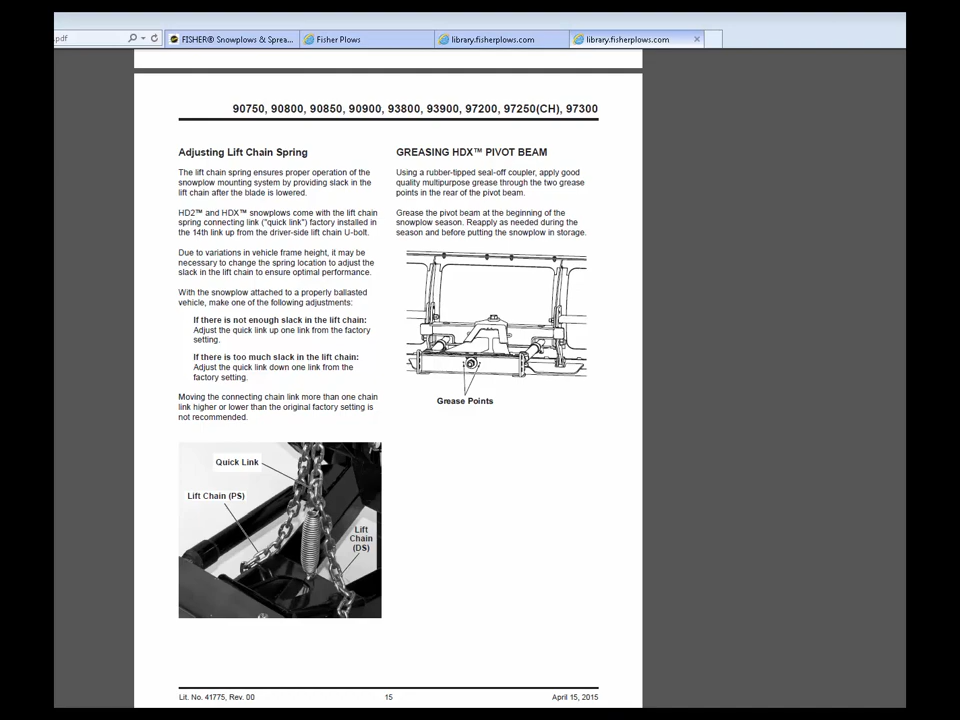 pdf
FISHER® Snowplows & Sprea...
Fisher Plows
library.fisherplows.com
library.fisherplows.com
90750, 90800, 90850, 90900, 93800, 93900, 97200, 97250(CH), 97300
Adjusting Lift Chain Spring
The lift chain spring ensures proper operation of the
snowplow mounting system by providing slack in the
lift chain after the blade is lowered.
HD2™ and HDX™ snowplows come with the lift chain
spring connecting link ("quick link") factory installed in
the 14th link up from the driver-side lift chain U-bolt.
Due to variations in vehicle frame height, it may be
necessary to change the spring location to adjust the
slack in the lift chain to ensure optimal performance.
With the snowplow attached to a properly ballasted
vehicle, make one of the following adjustments:
If there is not enough slack in the lift chain:
Adjust the quick link up one link from the factory
setting.
If there is too much slack in the lift chain:
Adjust the quick link down one link from the
factory setting.
Moving the connecting chain link more than one chain
link higher or lower than the original factory setting is
not recommended.
Quick Link
Lift Chain (PS)
Lift
Chain
(DS)
GREASING HDX™ PIVOT BEAM
Using a rubber-tipped seal-off coupler, apply good
quality multipurpose grease through the two grease
points in the rear of the pivot beam.
Grease the pivot beam at the beginning of the
snowplow season. Reapply as needed during the
season and before putting the snowplow in storage.
Grease Points
Lit. No. 41775, Rev. 00
15
April 15, 2015